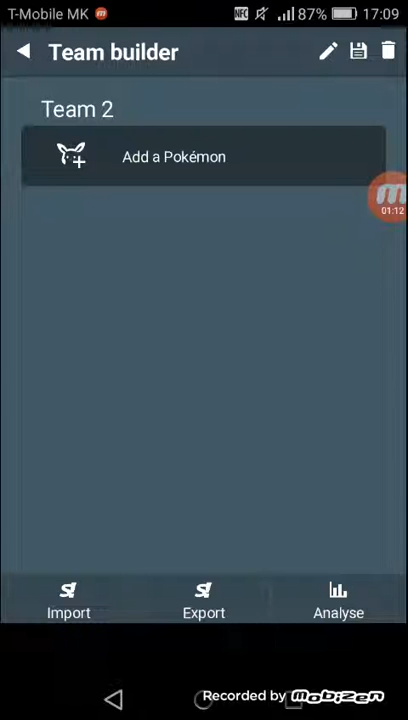 T-Mobile MK m NFC 87% 17:09
Team builder
Team 2
Add a Pokémon
m
01:12
Import Export Analyse
Recorded by mobizen